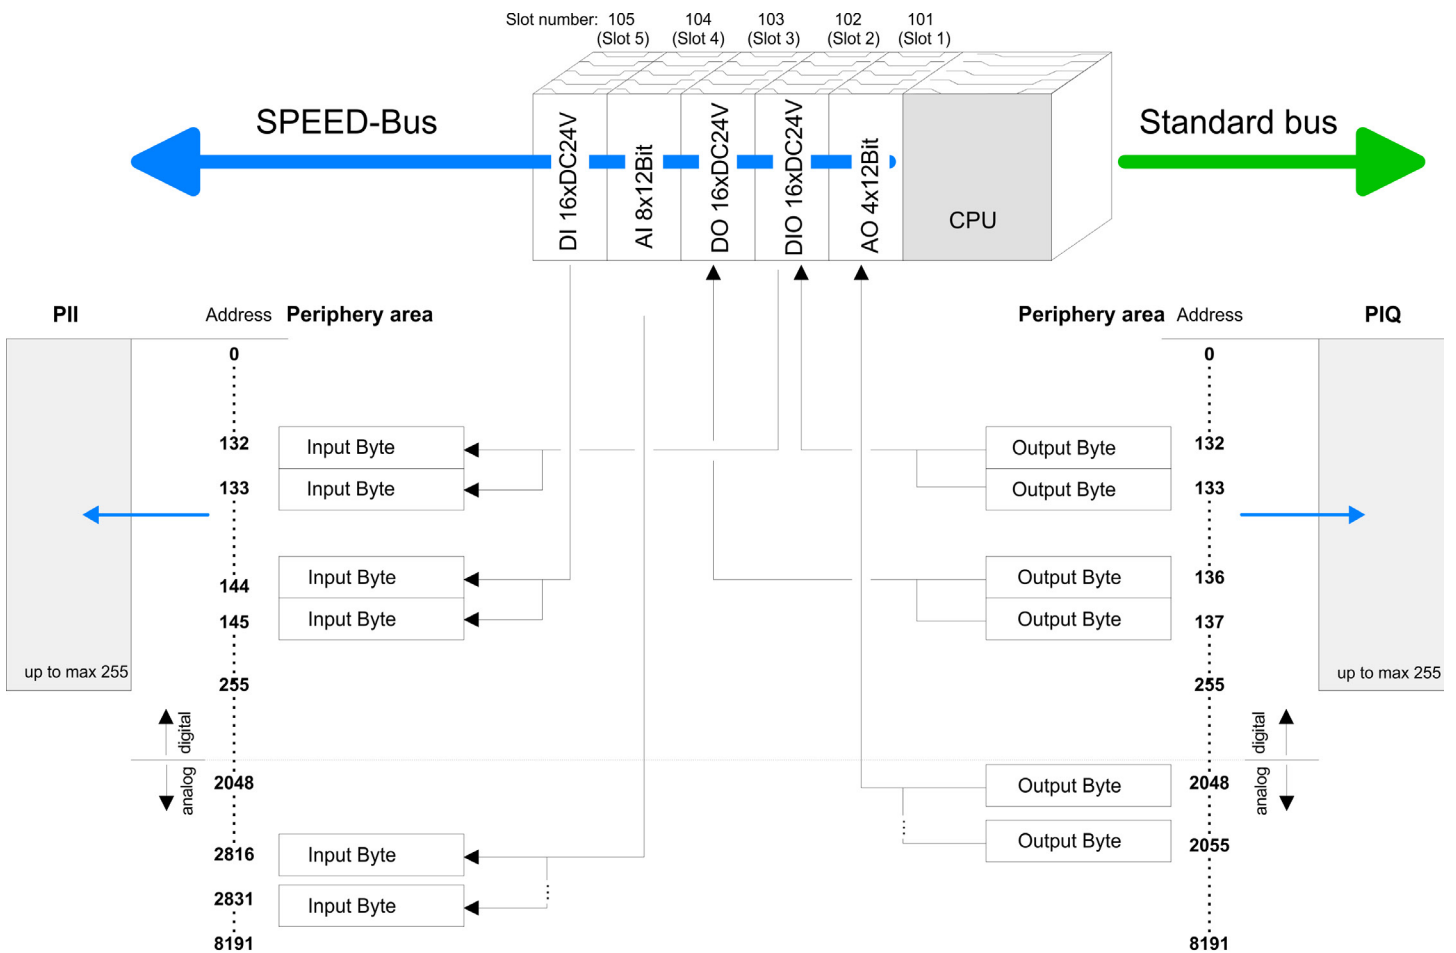 Slot number: 105 104 103 102 101
(Slot 5) (Slot 4) (Slot 3) (Slot 2) (Slot 1)
SPEED-Bus
Standard bus
DI 16xDC24V
AI 8x12Bit
DO 16xDC24V
DIO 16xDC24V
AO 4x12Bit
CPU
PII Address Periphery area
0
132 Input Byte
133 Input Byte
144 Input Byte
145 Input Byte
up to max 255
255
digital
analog
2048
2816 Input Byte
2831 Input Byte
8191
Periphery area Address PIQ
0
Output Byte 132
Output Byte 133
Output Byte 136
Output Byte 137
up to max 255
255
digital
analog
Output Byte 2048
Output Byte 2055
8191